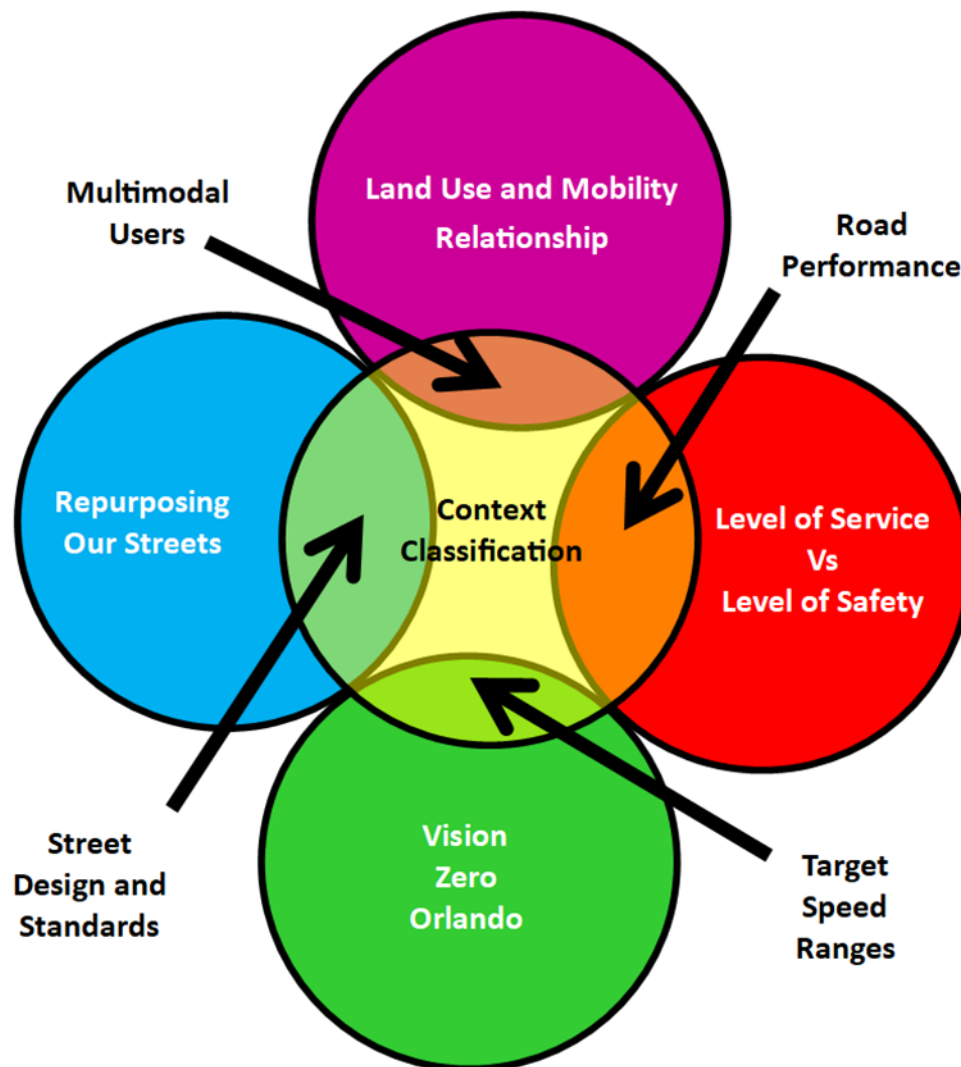 Land Use and Mobility
Relationship
Multimodal
Users
Road
Performance
Repurposing
Our Streets
Context
Classification
Level of Service
Vs
Level of Safety
Vision
Zero
Orlando
Street
Design and
Standards
Target
Speed
Ranges